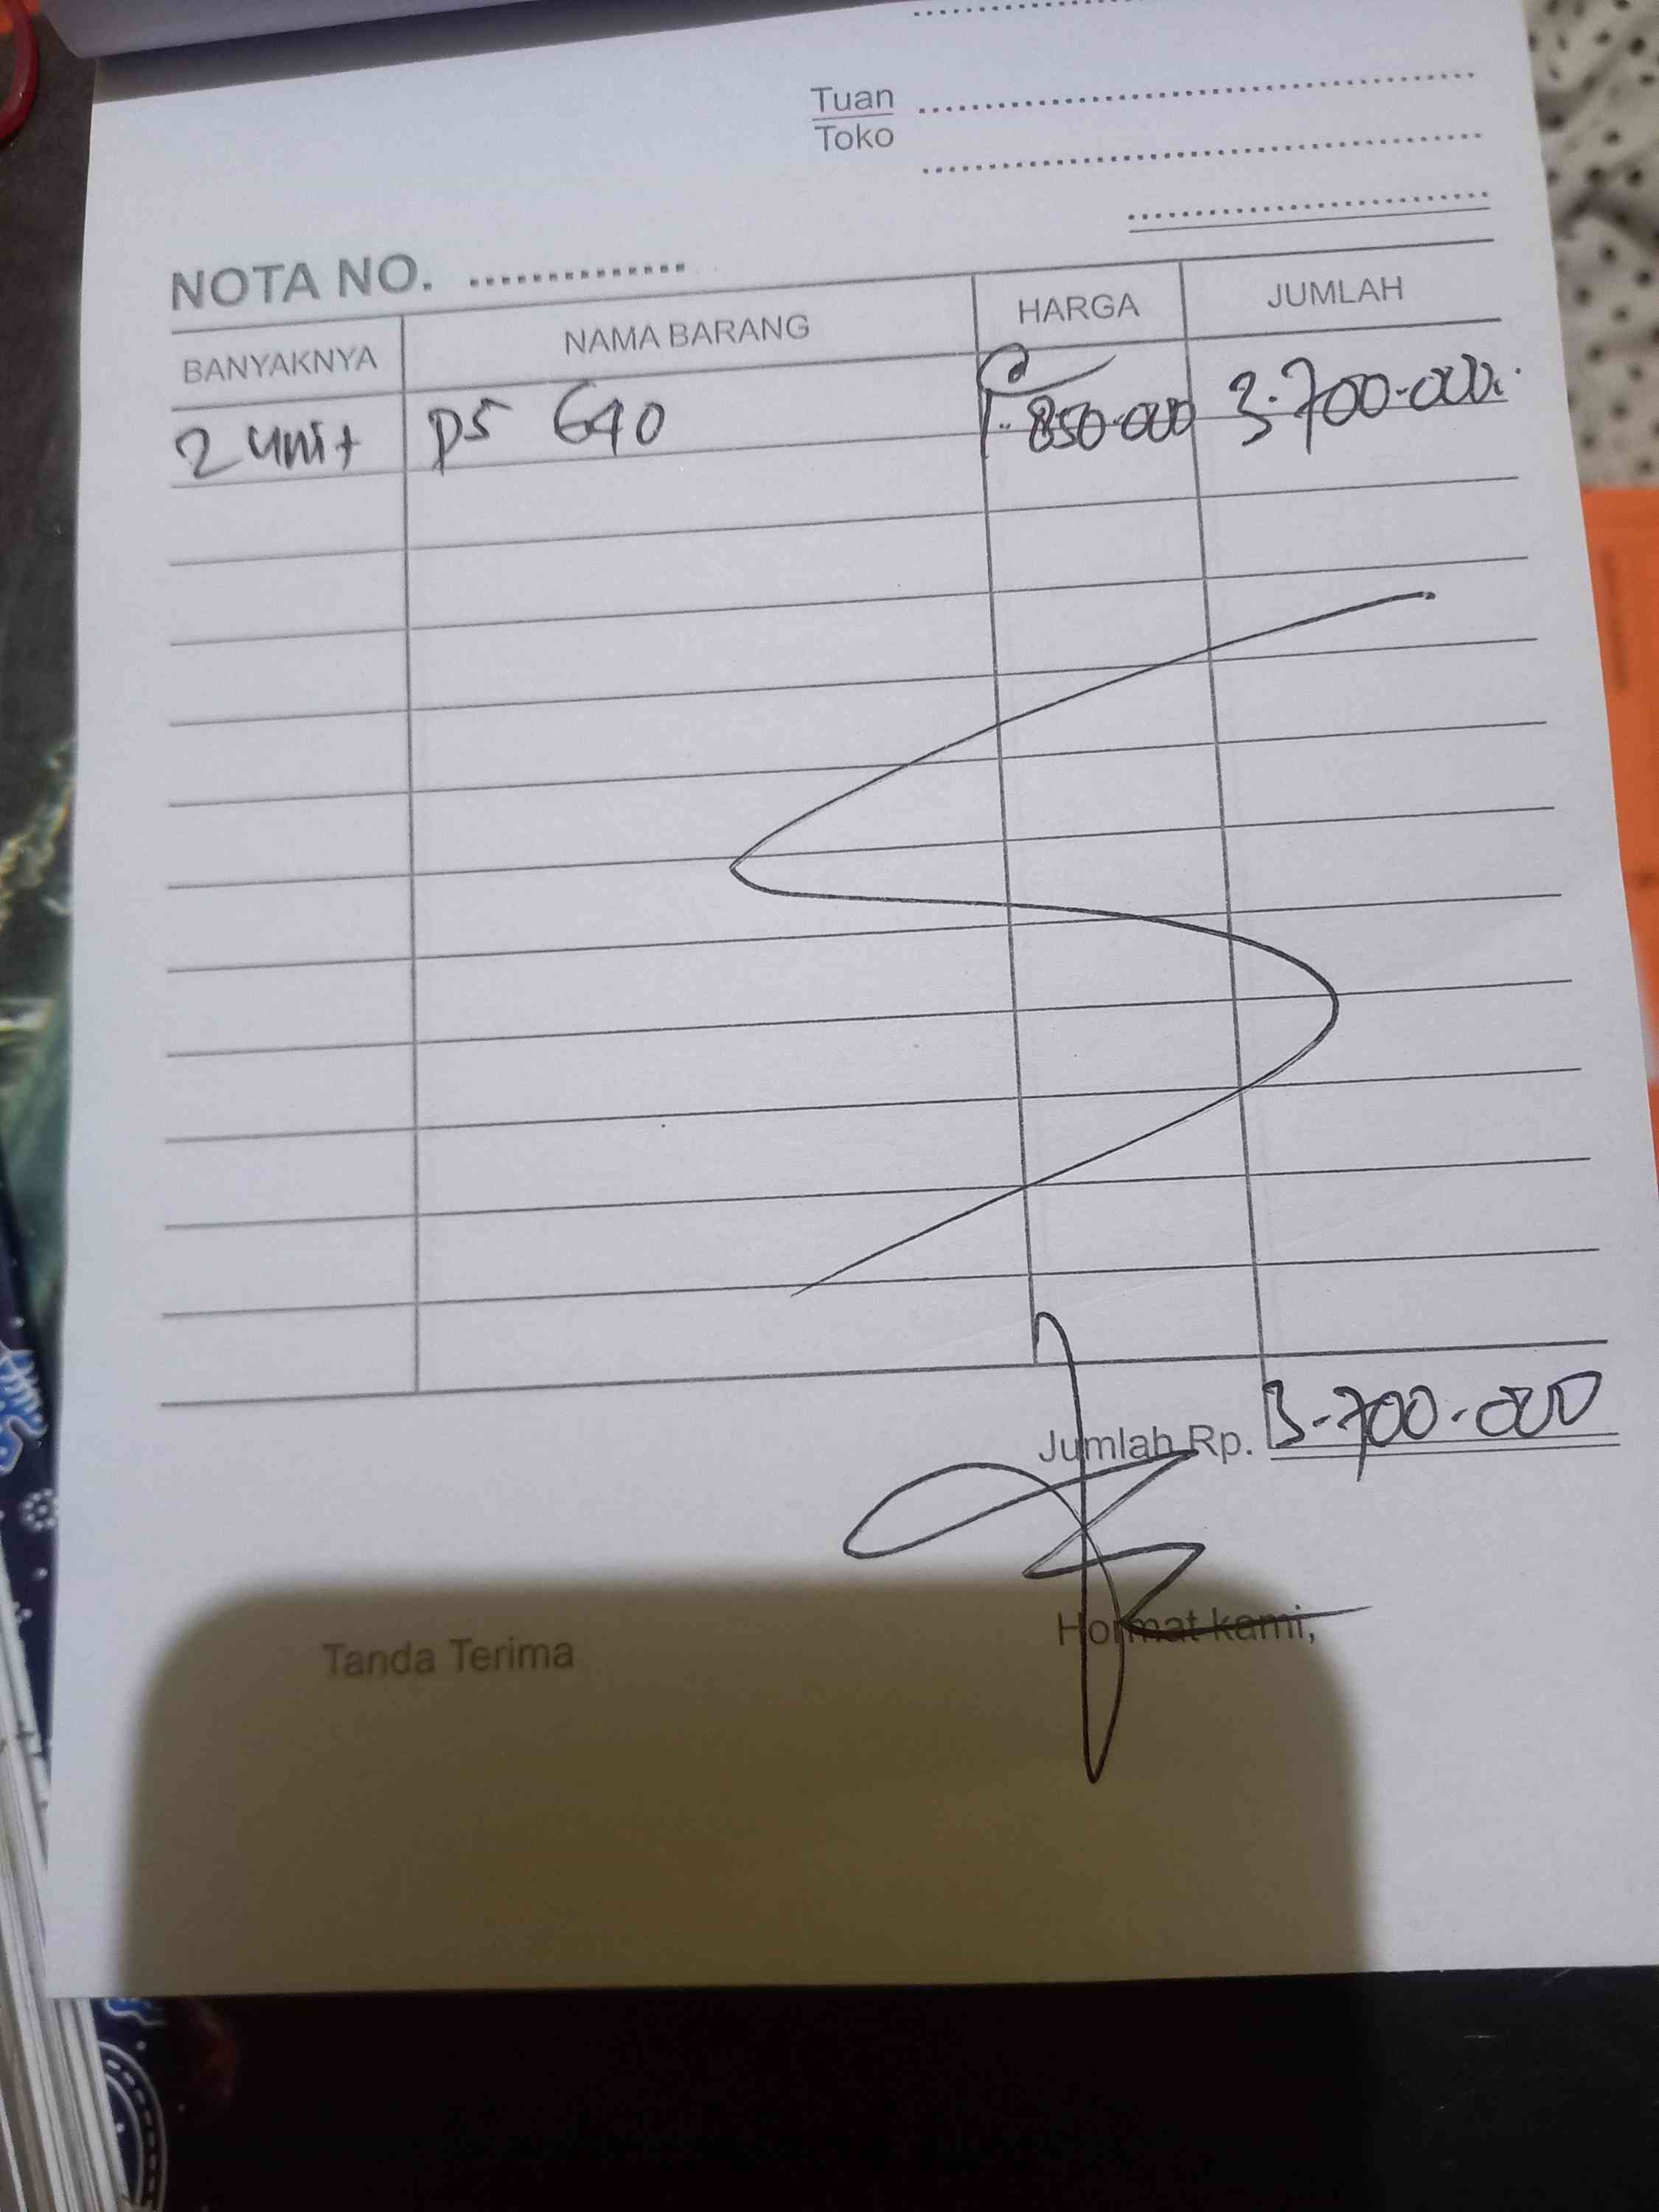 Tuan
Toko
NOTA NO.
BANYAKNYA NAMA BARANG HARGA JUMLAH
2 unit DS 640 1.850.000 3.700.000
Jumlah Rp. 3.700.000
Tanda Terima Hormat kami,